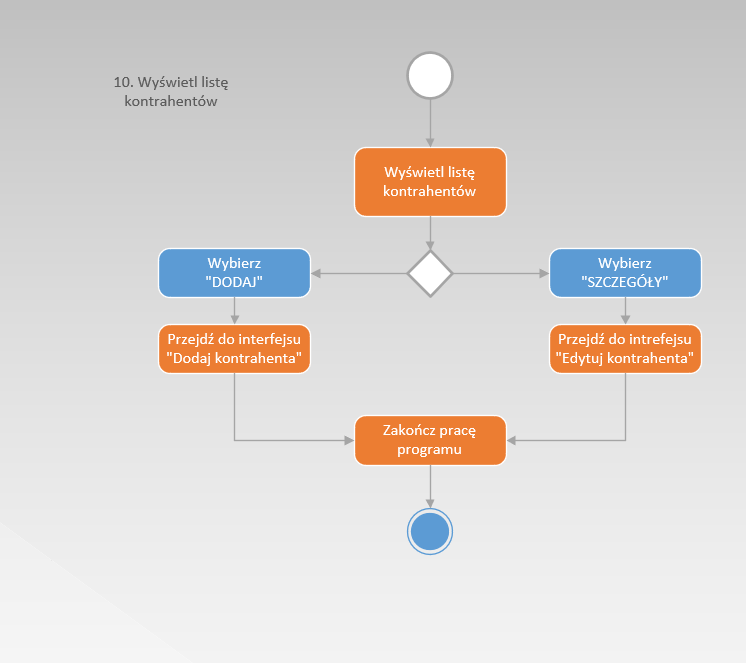 10. Wyświetl listę
kontrahentów
Wyświetl listę
kontrahentów
Wybierz
"DODAJ"
Wybierz
"SZCZEGÓŁY"
Przejdź do interfejsu
"Dodaj kontrahenta"
Przejdź do intrefejsu
"Edytuj kontrahenta"
Zakończ pracę
programu